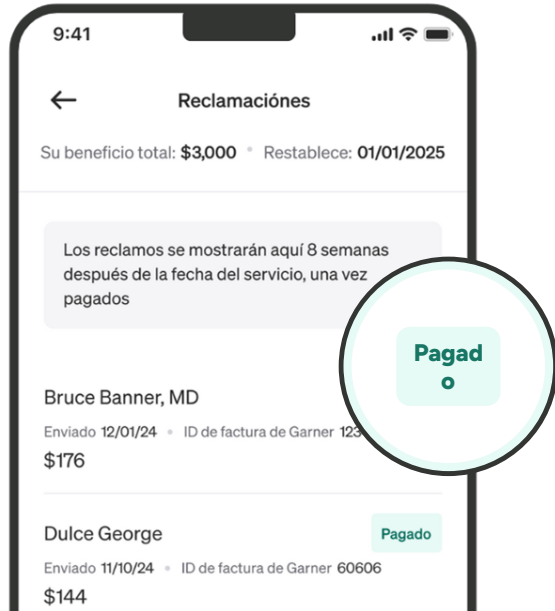 9:41
Reclamaciónes
Su beneficio total: $3,000 • Restablece: 01/01/2025
Los reclamos se mostrarán aquí 8 semanas
después de la fecha del servicio, una vez
pagados
Pagad
o
Bruce Banner, MD
Enviado 12/01/24 • ID de factura de Garner 123
$176
Dulce George
Pagado
Enviado 11/10/24 • ID de factura de Garner 60606
$144